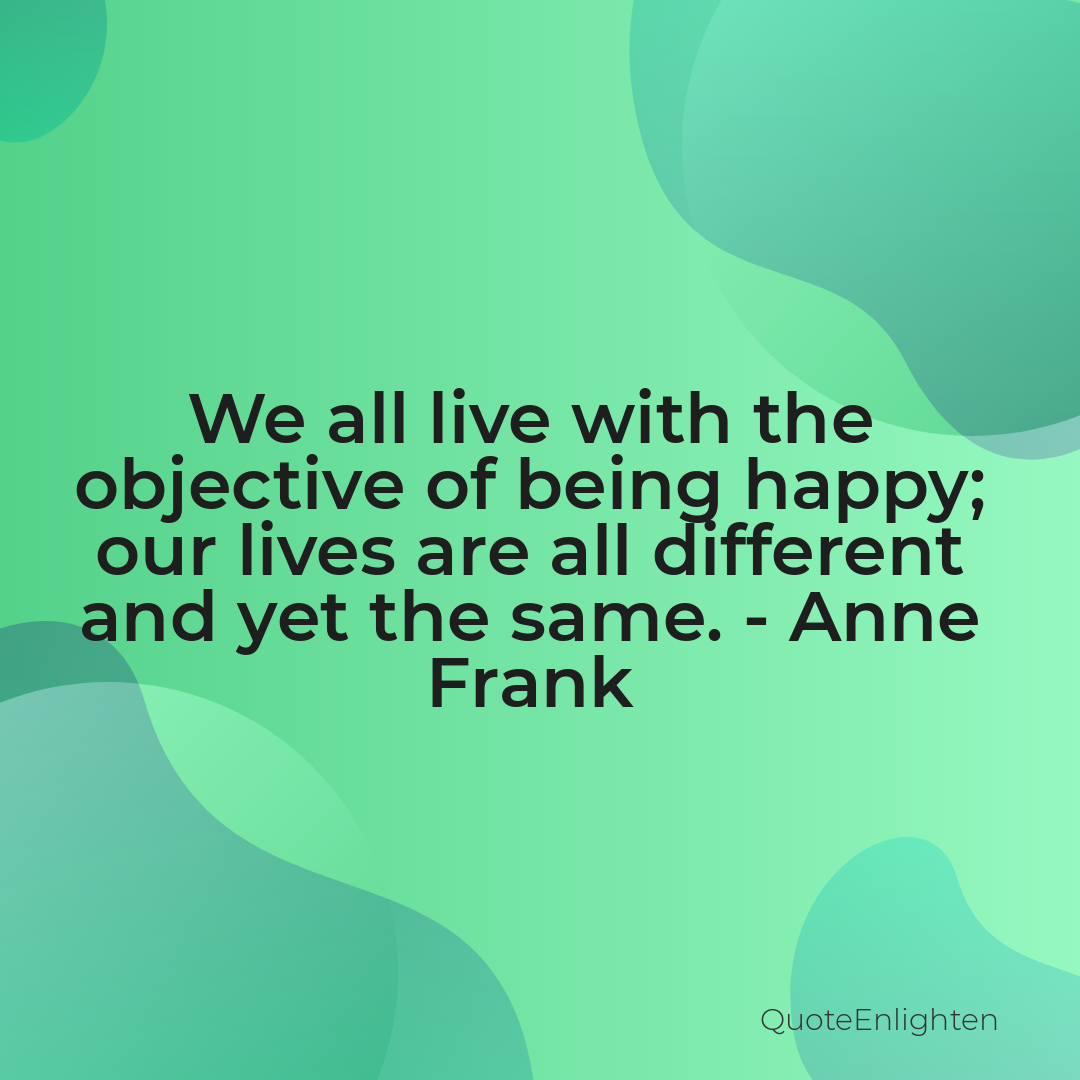 We all live with the
objective of being happy;
our lives are all different
and yet the same. - Anne
Frank
QuoteEnlighten